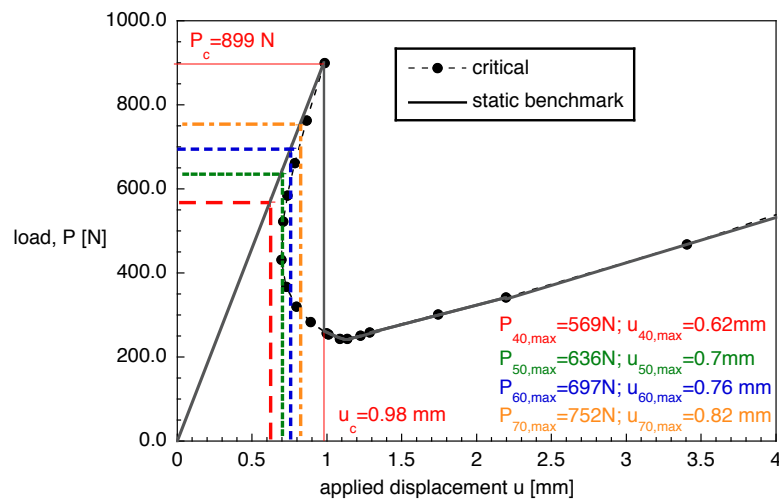 1000.0
800.0
600.0
400.0
200.0
0.0
load, P [N]
P_c=899 N
critical
static benchmark
P_40,max=569N; u_40,max=0.62mm
P_50,max=636N; u_50,max=0.7mm
P_60,max=697N; u_60,max=0.76 mm
P_70,max=752N; u_70,max=0.82 mm
u_c=0.98 mm
0 0.5 1 1.5 2 2.5 3 3.5 4
applied displacement u [mm]